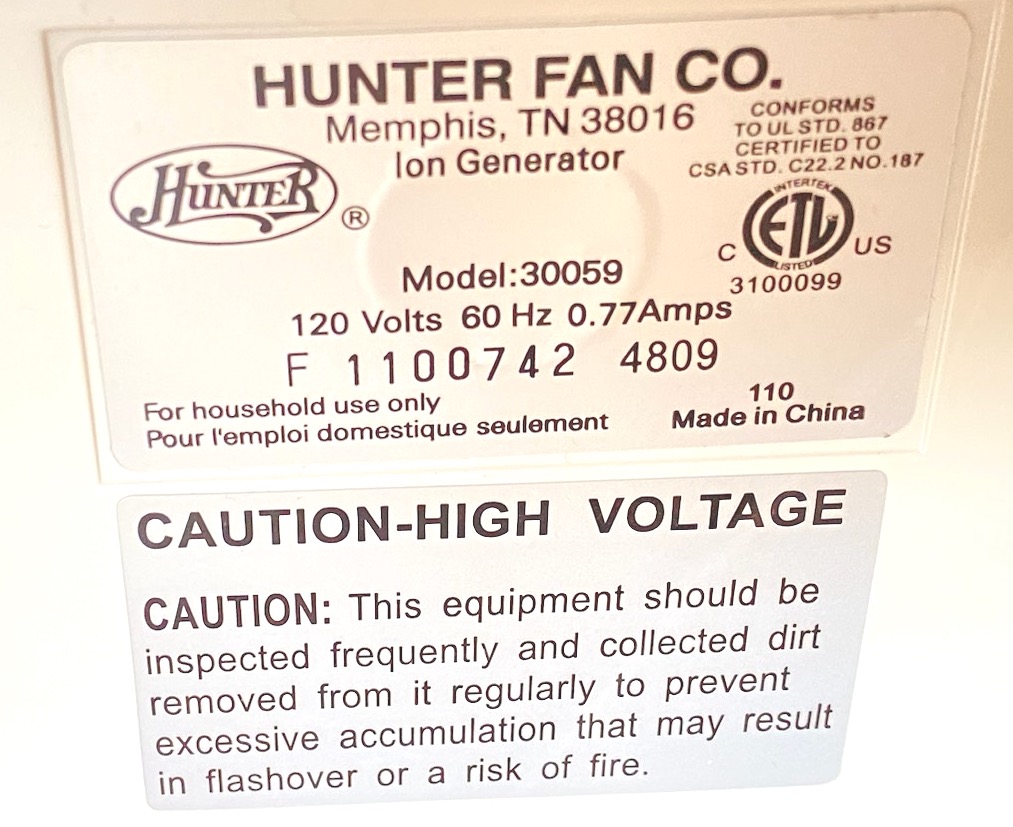 HUNTER FAN CO.
Memphis, TN 38016
Ion Generator
HUNTER
®
CONFORMS
TO UL STD. 867
CERTIFIED TO
CSA STD. C22.2 NO.187
INTERTEK
C ETL US
LISTED
3100099
Model:30059
120 Volts 60 Hz 0.77Amps
F 1100742 4809
For household use only
Pour l'emploi domestique seulement
110
Made in China
CAUTION-HIGH VOLTAGE
CAUTION: This equipment should be
inspected frequently and collected dirt
removed from it regularly to prevent
excessive accumulation that may result
in flashover or a risk of fire.